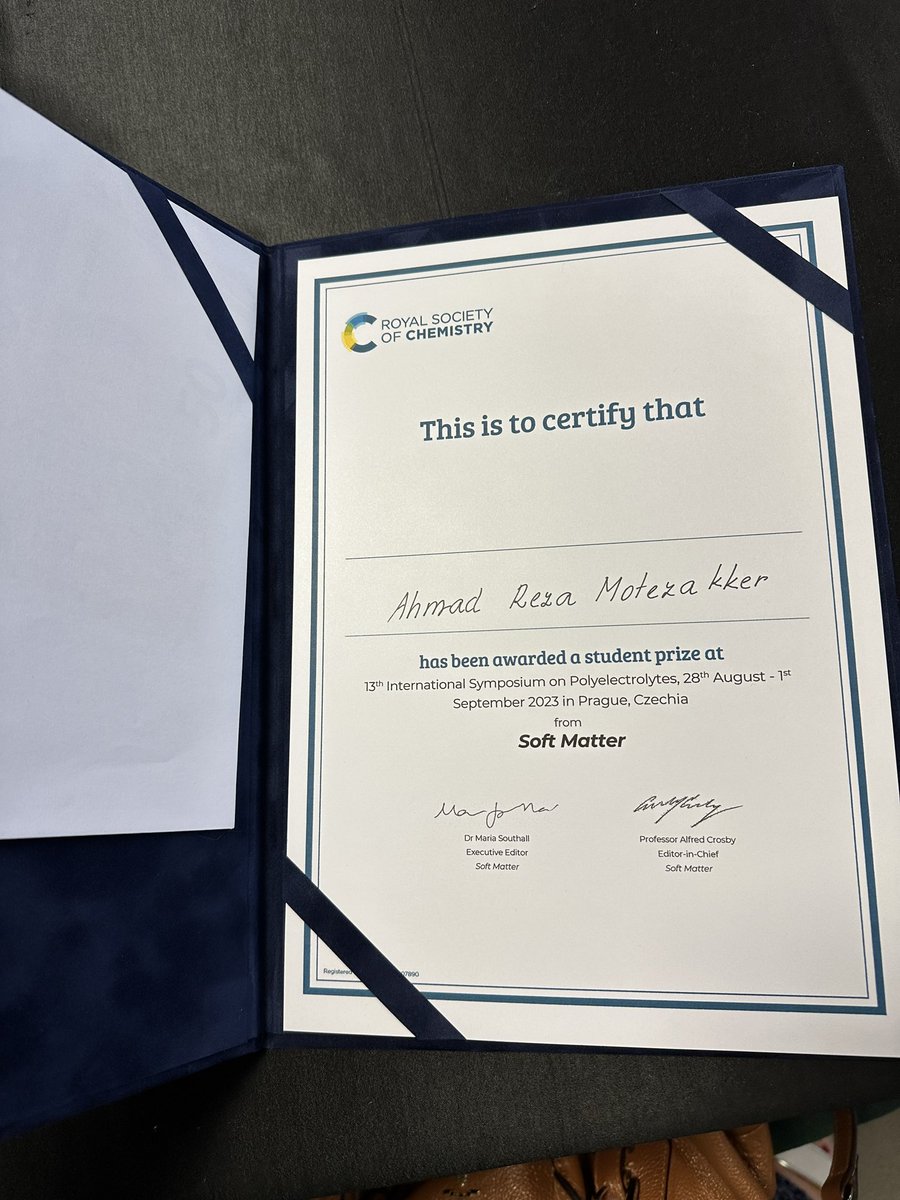 ROYAL SOCIETY
OF CHEMISTRY
This is to certify that
Ahmad Reza Motezakker
has been awarded a student prize at
13th International Symposium on Polyelectrolytes, 28th August - 1st
September 2023 in Prague, Czechia
from
Soft Matter
Dr Maria Southall
Executive Editor
Soft Matter
Professor Alfred Crosby
Editor-in-Chief
Soft Matter
Registered
07890